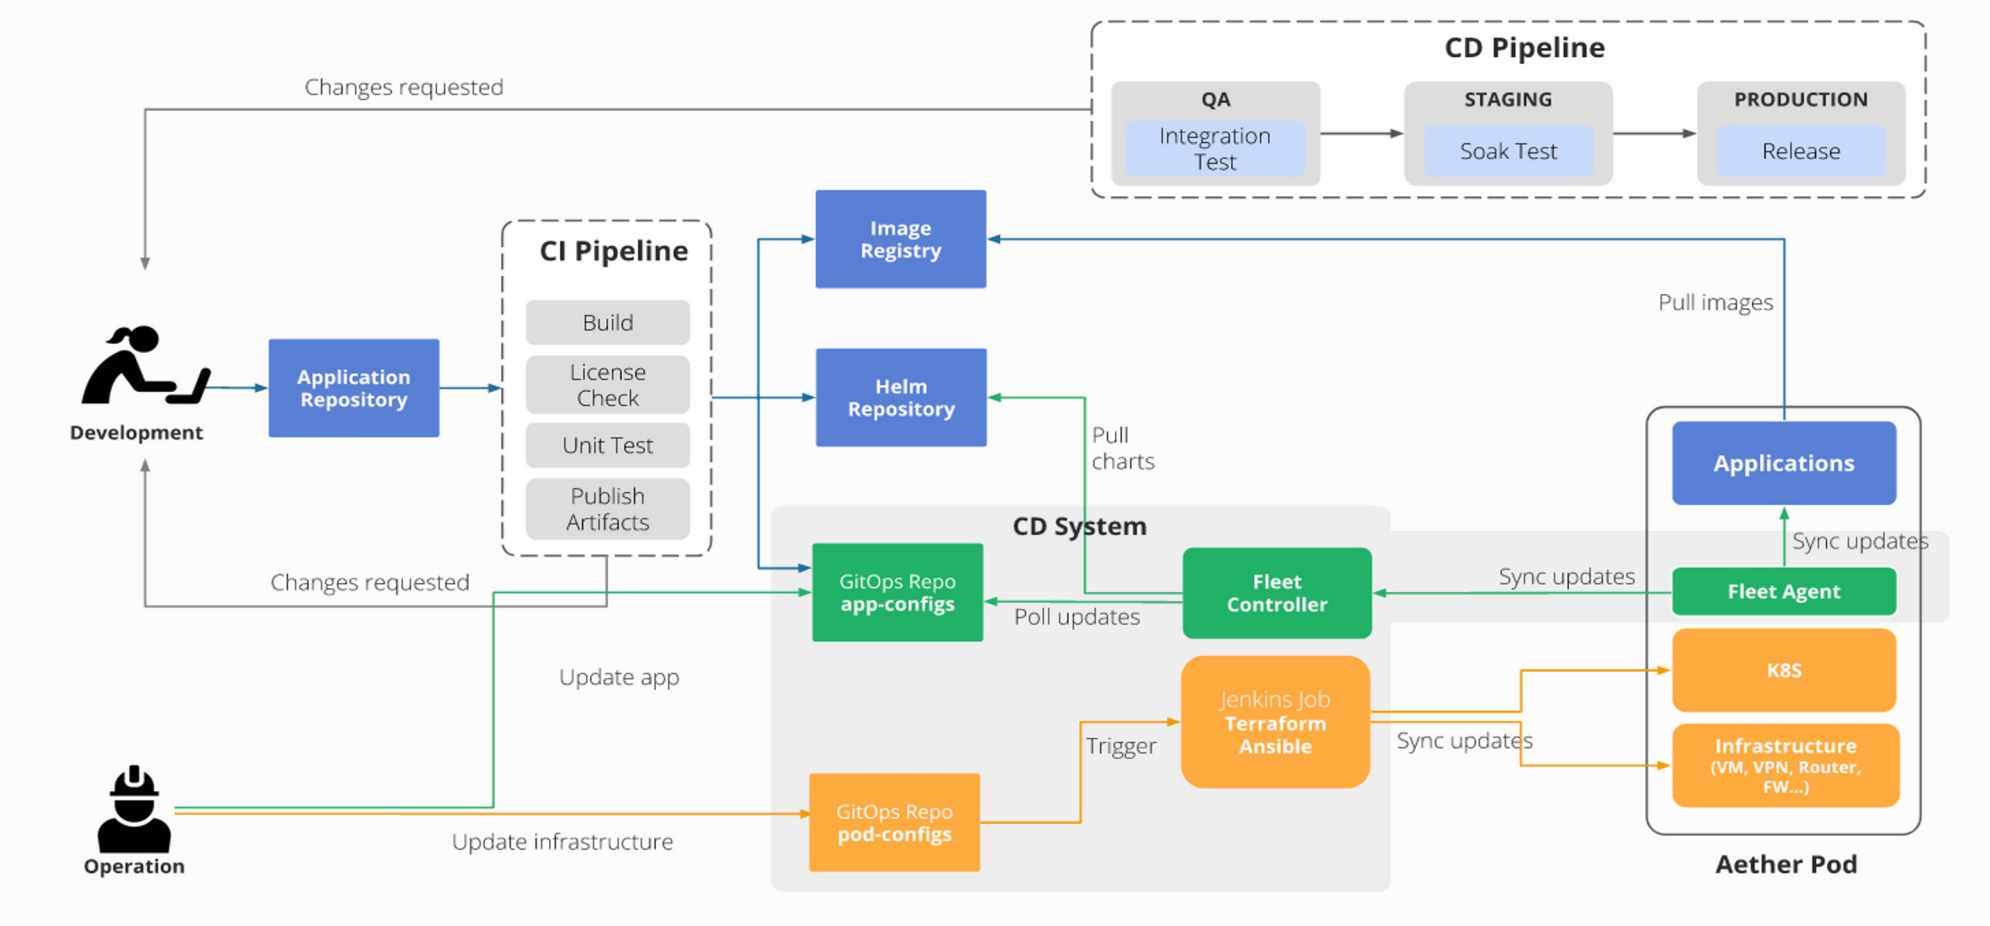 CD Pipeline
QA
Integration
Test
STAGING
Soak Test
PRODUCTION
Release
Changes requested
Image
Registry
CI Pipeline
Build
License
Check
Unit Test
Publish
Artifacts
Pull images
Development
Application
Repository
Helm
Repository
Pull
charts
Applications
Sync updates
CD System
GitOps Repo
app-configs
Poll updates
Fleet
Controller
Sync updates
Fleet Agent
Changes requested
Update app
K8S
Jenkins Job
Terraform
Ansible
Trigger
Sync updates
Infrastructure
(VM, VPN, Router,
FW...)
GitOps Repo
pod-configs
Update infrastructure
Operation
Aether Pod